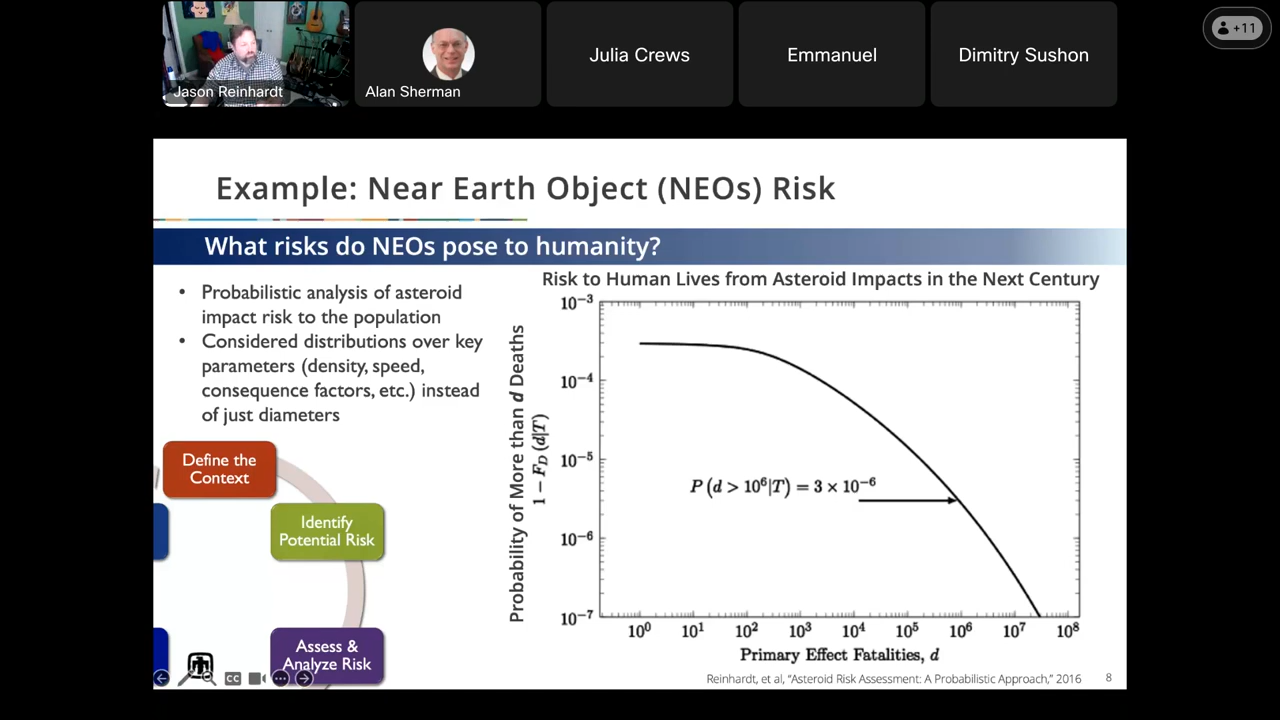 +11
Jason Reinhardt
Alan Sherman
Julia Crews
Emmanuel
Dimitry Sushon
Example: Near Earth Object (NEOs) Risk
What risks do NEOs pose to humanity?
• Probabilistic analysis of asteroid
impact risk to the population
• Considered distributions over key
parameters (density, speed,
consequence factors, etc.) instead
of just diameters
Define the
Context
Identify
Potential Risk
Assess &
Analyze Risk
CC
Risk to Human Lives from Asteroid Impacts in the Next Century
Probability of More than d Deaths
1 − F_D (d|T)
10⁻³
10⁻⁴
10⁻⁵
10⁻⁶
10⁻⁷
P (d > 10⁶|T) = 3 × 10⁻⁶
10⁰ 10¹ 10² 10³ 10⁴ 10⁵ 10⁶ 10⁷ 10⁸
Primary Effect Fatalities, d
Reinhardt, et al, “Asteroid Risk Assessment: A Probabilistic Approach,” 2016
8